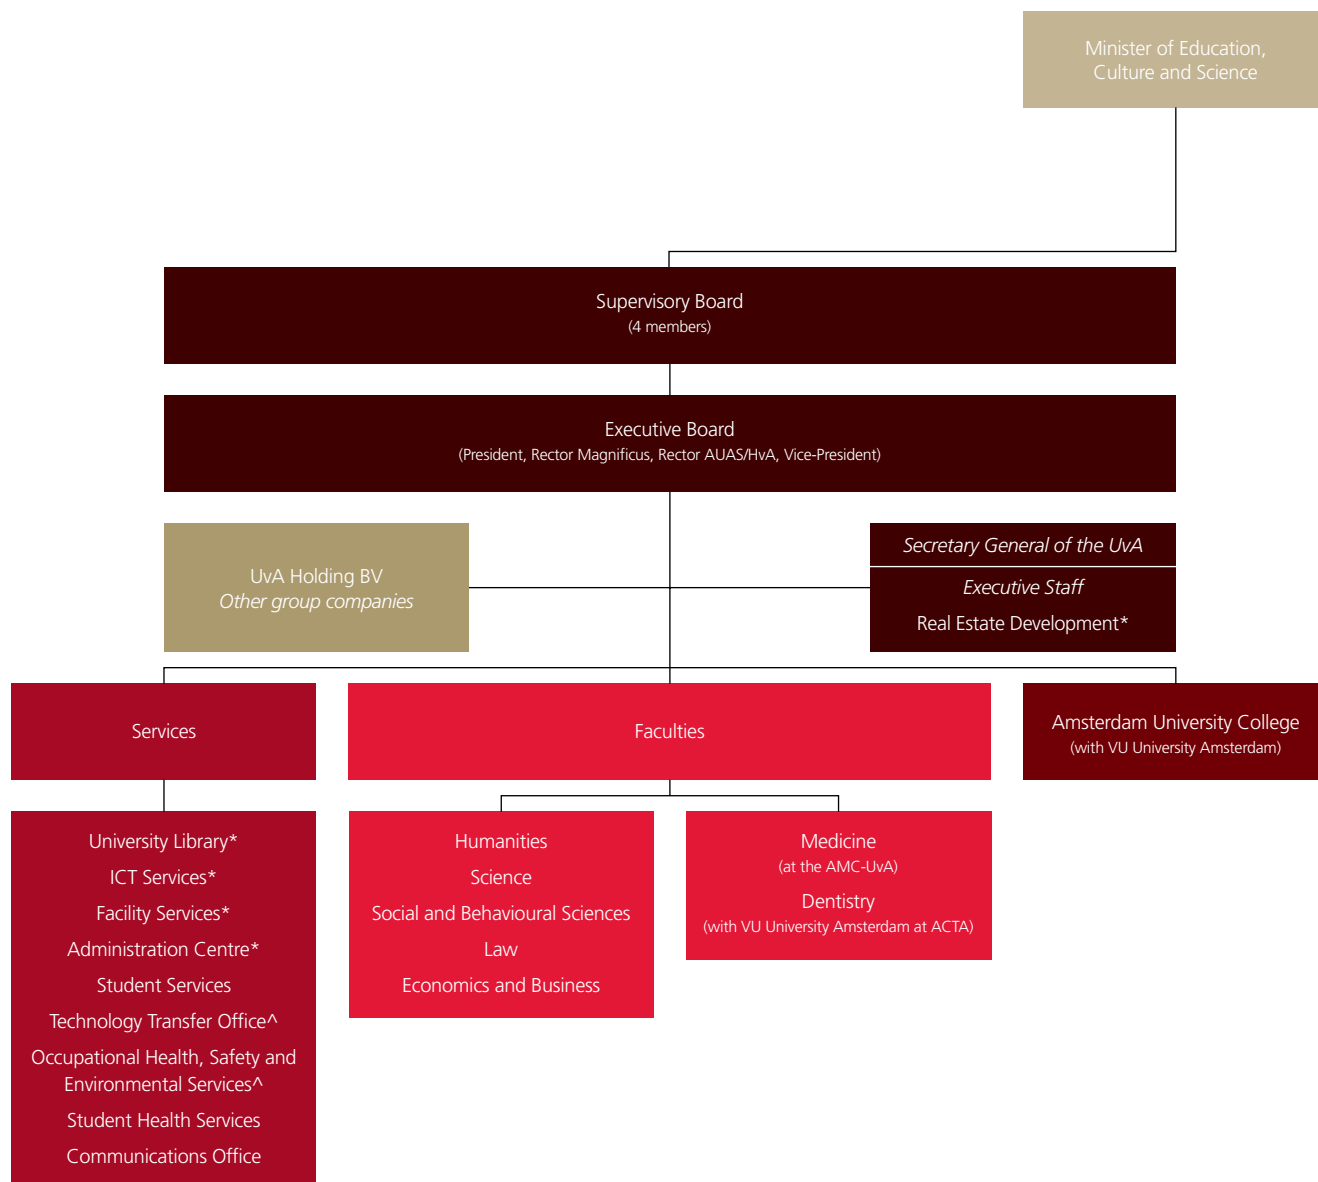 Minister of Education,
Culture and Science
Supervisory Board
(4 members)
Executive Board
(President, Rector Magnificus, Rector AUAS/HvA, Vice-President)
UvA Holding BV
Other group companies
Secretary General of the UvA
Executive Staff
Real Estate Development*
Services
Faculties
Amsterdam University College
(with VU University Amsterdam)
University Library*
ICT Services*
Facility Services*
Administration Centre*
Student Services
Technology Transfer Office^
Occupational Health, Safety and
Environmental Services^
Student Health Services
Communications Office
Humanities
Science
Social and Behavioural Sciences
Law
Economics and Business
Medicine
(at the AMC-UvA)
Dentistry
(with VU University Amsterdam at ACTA)